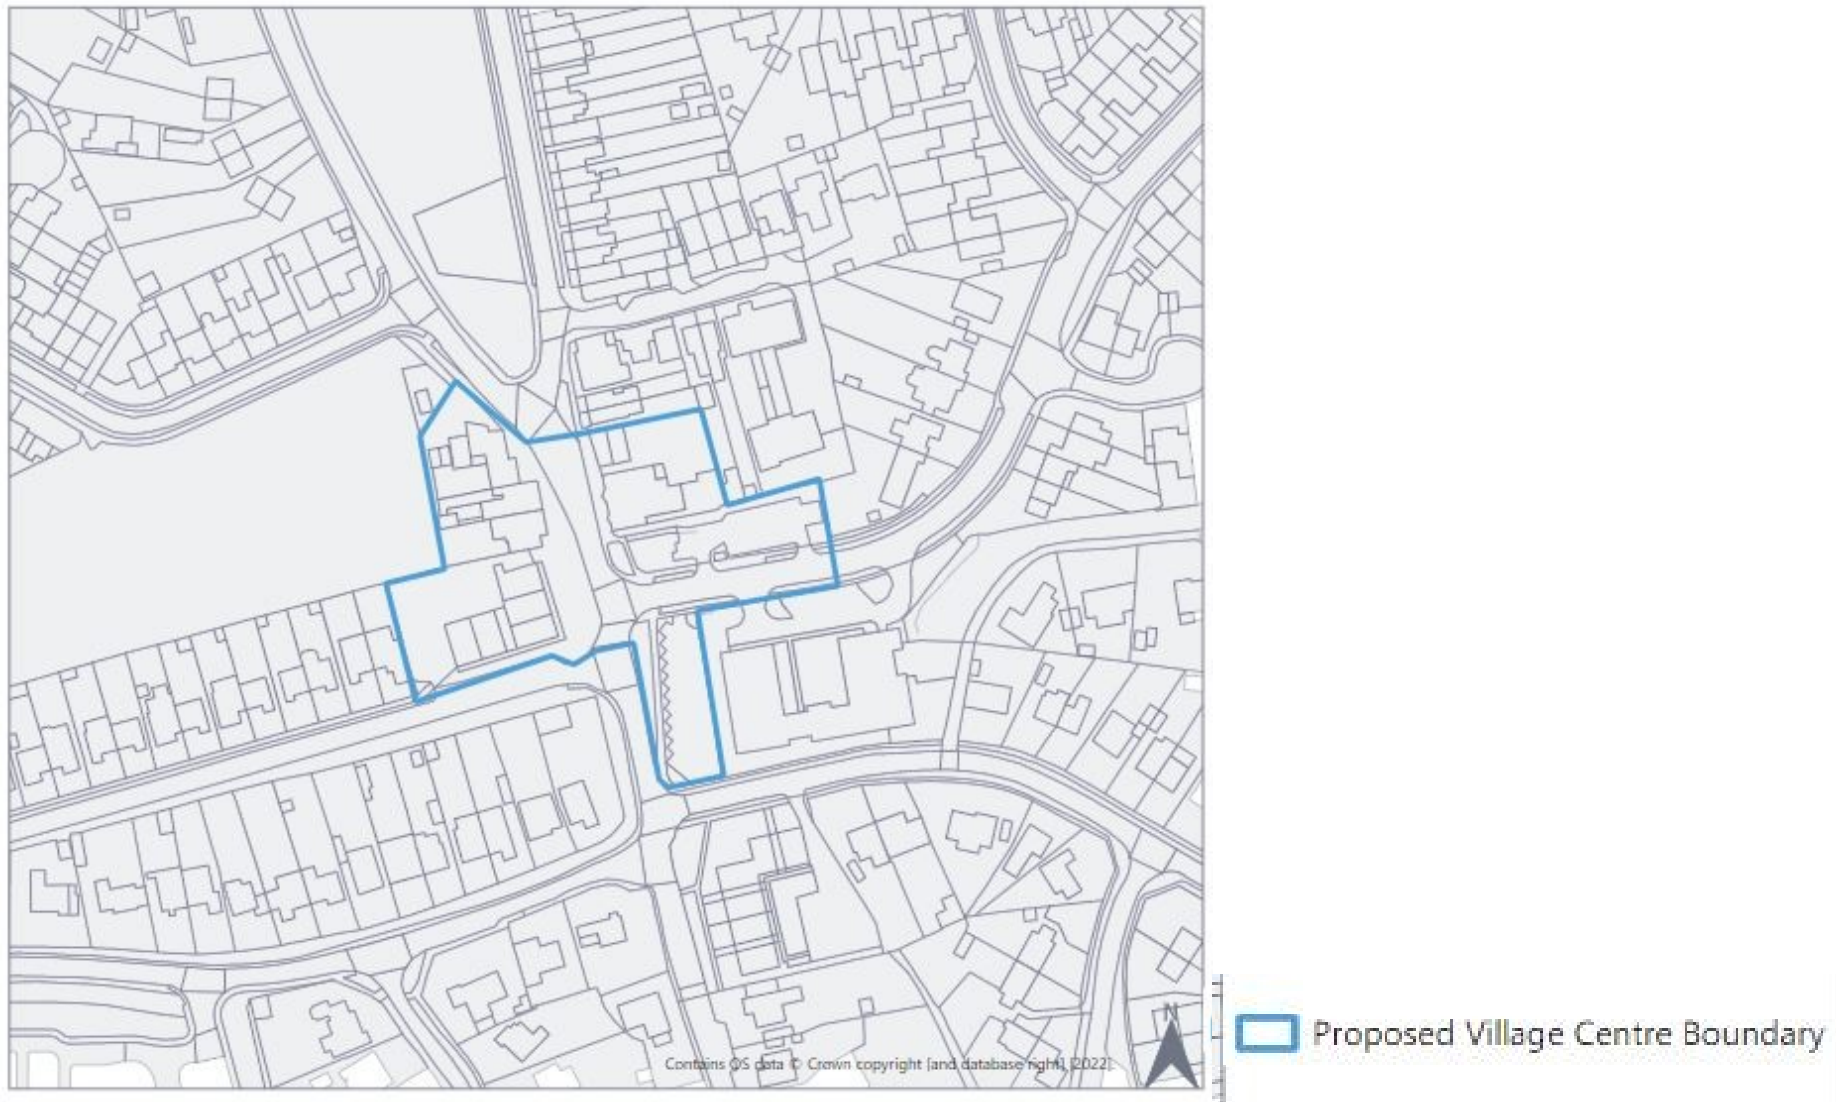 N
Contains OS data © Crown copyright [and database right] [2022].
Proposed Village Centre Boundary